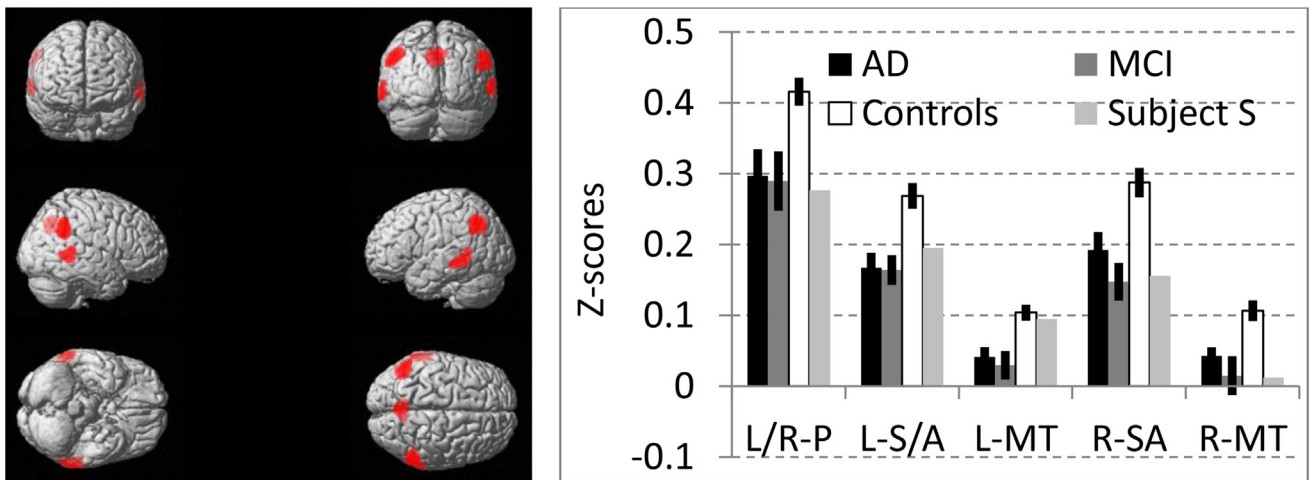 0.5
AD MCI
0.4
Controls Subject S
0.3
Z-scores
0.2
0.1
0
L/R-P L-S/A L-MT R-SA R-MT
-0.1